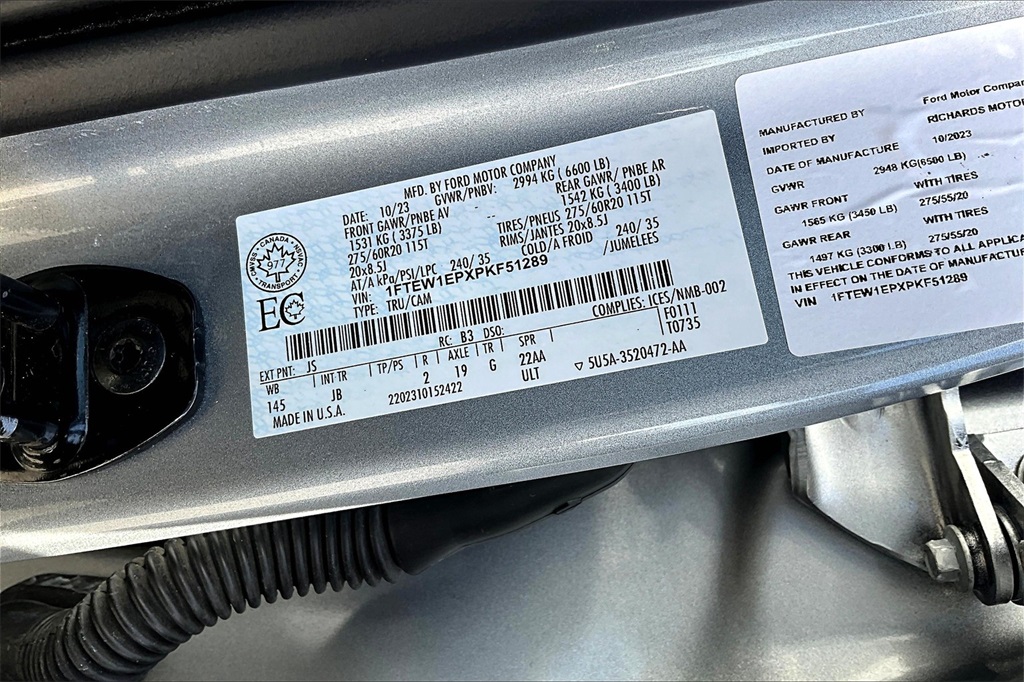 MFD. BY FORD MOTOR COMPANY
DATE: 10/23 GVWR/PNBV: 2994 KG ( 6600 LB)
FRONT GAWR/PNBE AV REAR GAWR/ PNBE AR
1531 KG ( 3375 LB) 1542 KG ( 3400 LB)
275/60R20 115T TIRES/PNEUS 275/60R20 115T
20x8.5J RIMS/JANTES 20x8.5J
AT/A kPa/PSI/LPC 240/ 35 COLD/A FROID 240/ 35
VIN: 1FTEW1EPXPKF51289 /JUMELEES
TYPE: TRU/CAM
CANADA
977
TRANSPORTS
EC
COMPLIES: ICES/NMB-002
EXT PNT: JS RC: B3 DSO: F0111
WB INT TR TP/PS R AXLE TR SPR T0735
145 JB 2 19 G 22AA
MADE IN U.S.A. 2202310152422 ULT ▽ 5U5A-3520472-AA
MANUFACTURED BY Ford Motor Compan
IMPORTED BY RICHARDS MOTOR
DATE OF MANUFACTURE 10/2023
GVWR 2948 KG(6500 LB)
GAWR FRONT WITH TIRES
1565 KG (3450 LB) 275/55/20
GAWR REAR WITH TIRES
1497 KG (3300 LB) 275/55/20
THIS VEHICLE CONFORMS TO ALL APPLICA
IN EFFECT ON THE DATE OF MANUFACTUR
VIN 1FTEW1EPXPKF51289